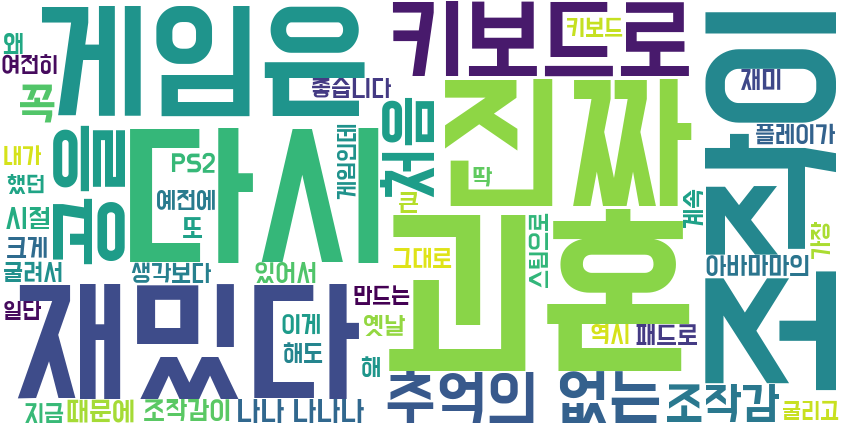 왜
게임은
키보드로
키보드
저 작이
여전히
좋습니다
재미
꼭
진짜
내가
공을
다시
처음
PS2
게임인데
플레이가
했던
예전에
딱
시절
또
큰
계속
가장
크게
괴혼
스팀으로
굴려서
생각보다
있어서
그대로
아바마마의
일단
재밌다
만드는
이게
옛날
역시
패드로
해도
해
지금
때문에
조작감이
나나
나나나
추억의
없는
조작감
굴리고